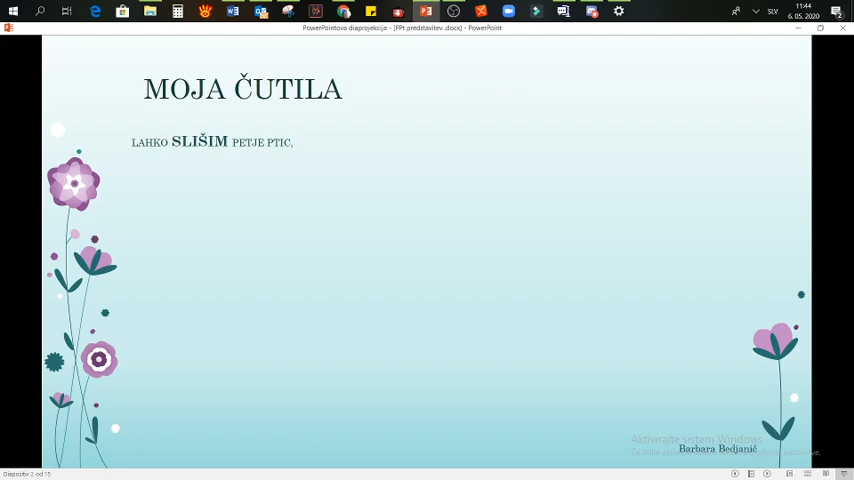 11:44
SLV
6. 05. 2020
PowerPointova diaprojekcija - [PPt predstavitev .docx] - PowerPoint
MOJA ČUTILA
LAHKO SLIŠIM PETJE PTIC,
Aktivirajte sistem Windows
Barbara Bedjanič
Diapozitiv 2 od 15